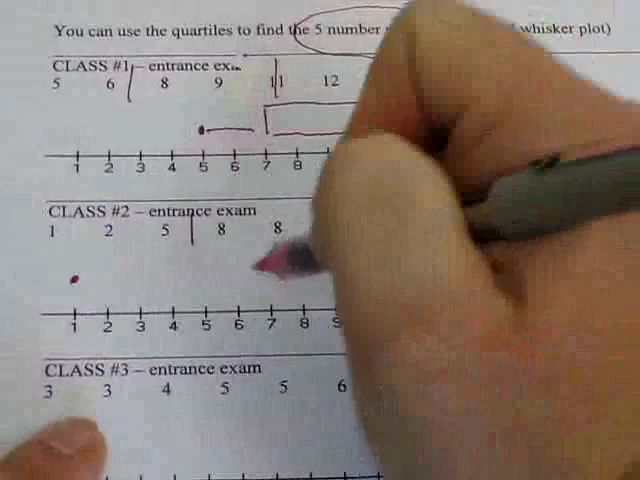 You can use the quartiles to find the 5 number whisker plot)
CLASS #1 – entrance
5 6 8 9 11 12
1 2 3 4 5 6 7 8
CLASS #2 – entrance exam
1 2 5 8 8
1 2 3 4 5 6 7 8 9
CLASS #3 – entrance exam
3 3 4 5 5 6